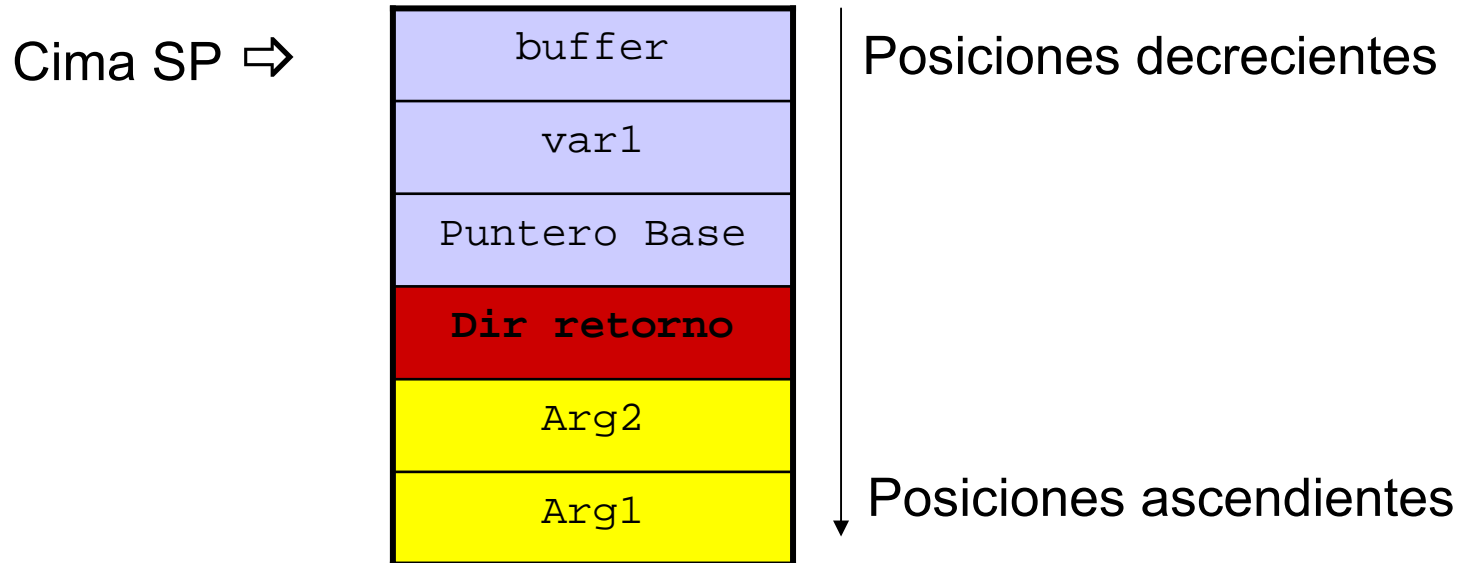 Cima SP ⇨
buffer
Posiciones decrecientes
var1
Puntero Base
Dir retorno
Arg2
Posiciones ascendientes
Arg1